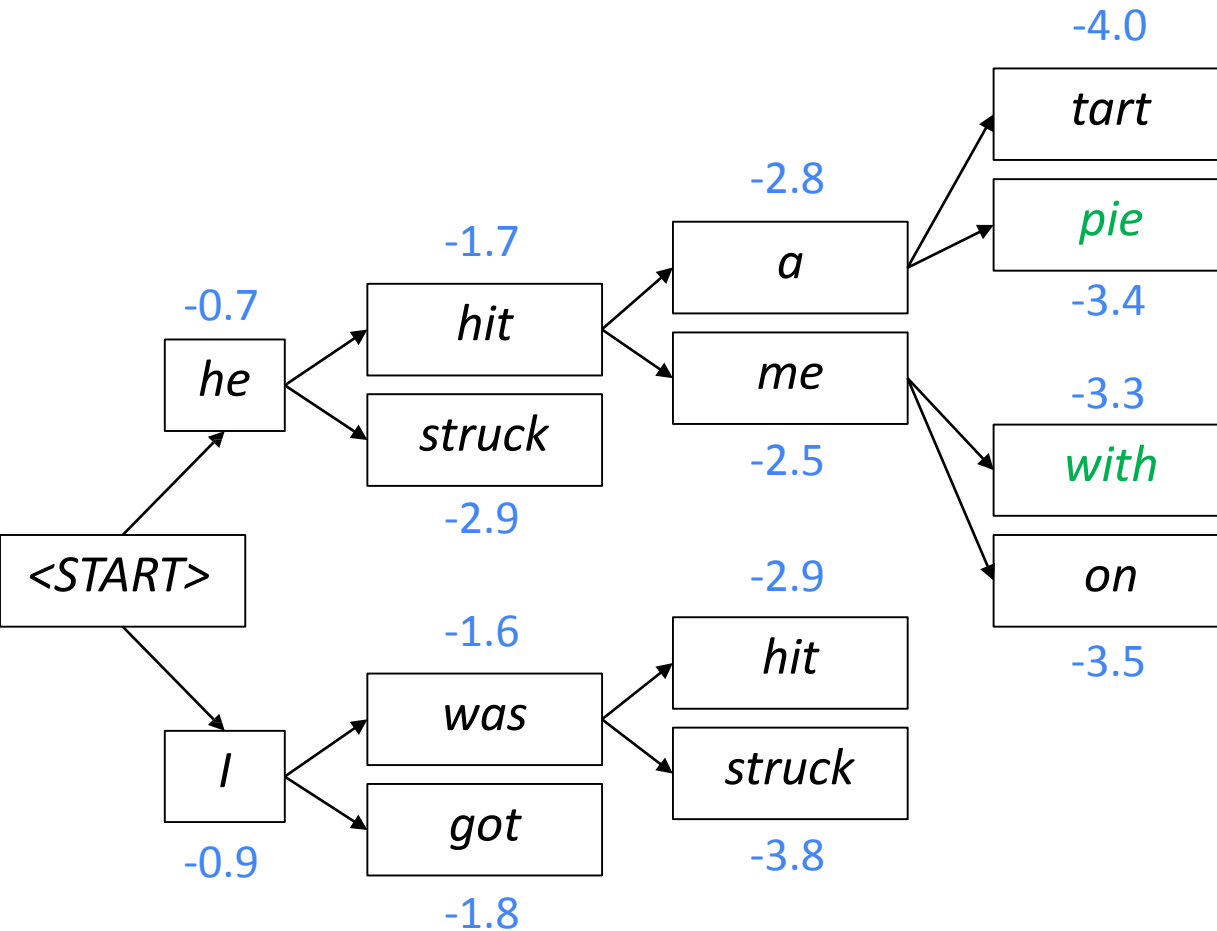 -4.0
tart
-2.8
pie
-1.7
a
-3.4
-0.7
hit
me
-3.3
he
struck
-2.5
with
-2.9
<START>
-2.9
on
-1.6
hit
-3.5
was
I
struck
got
-0.9
-3.8
-1.8